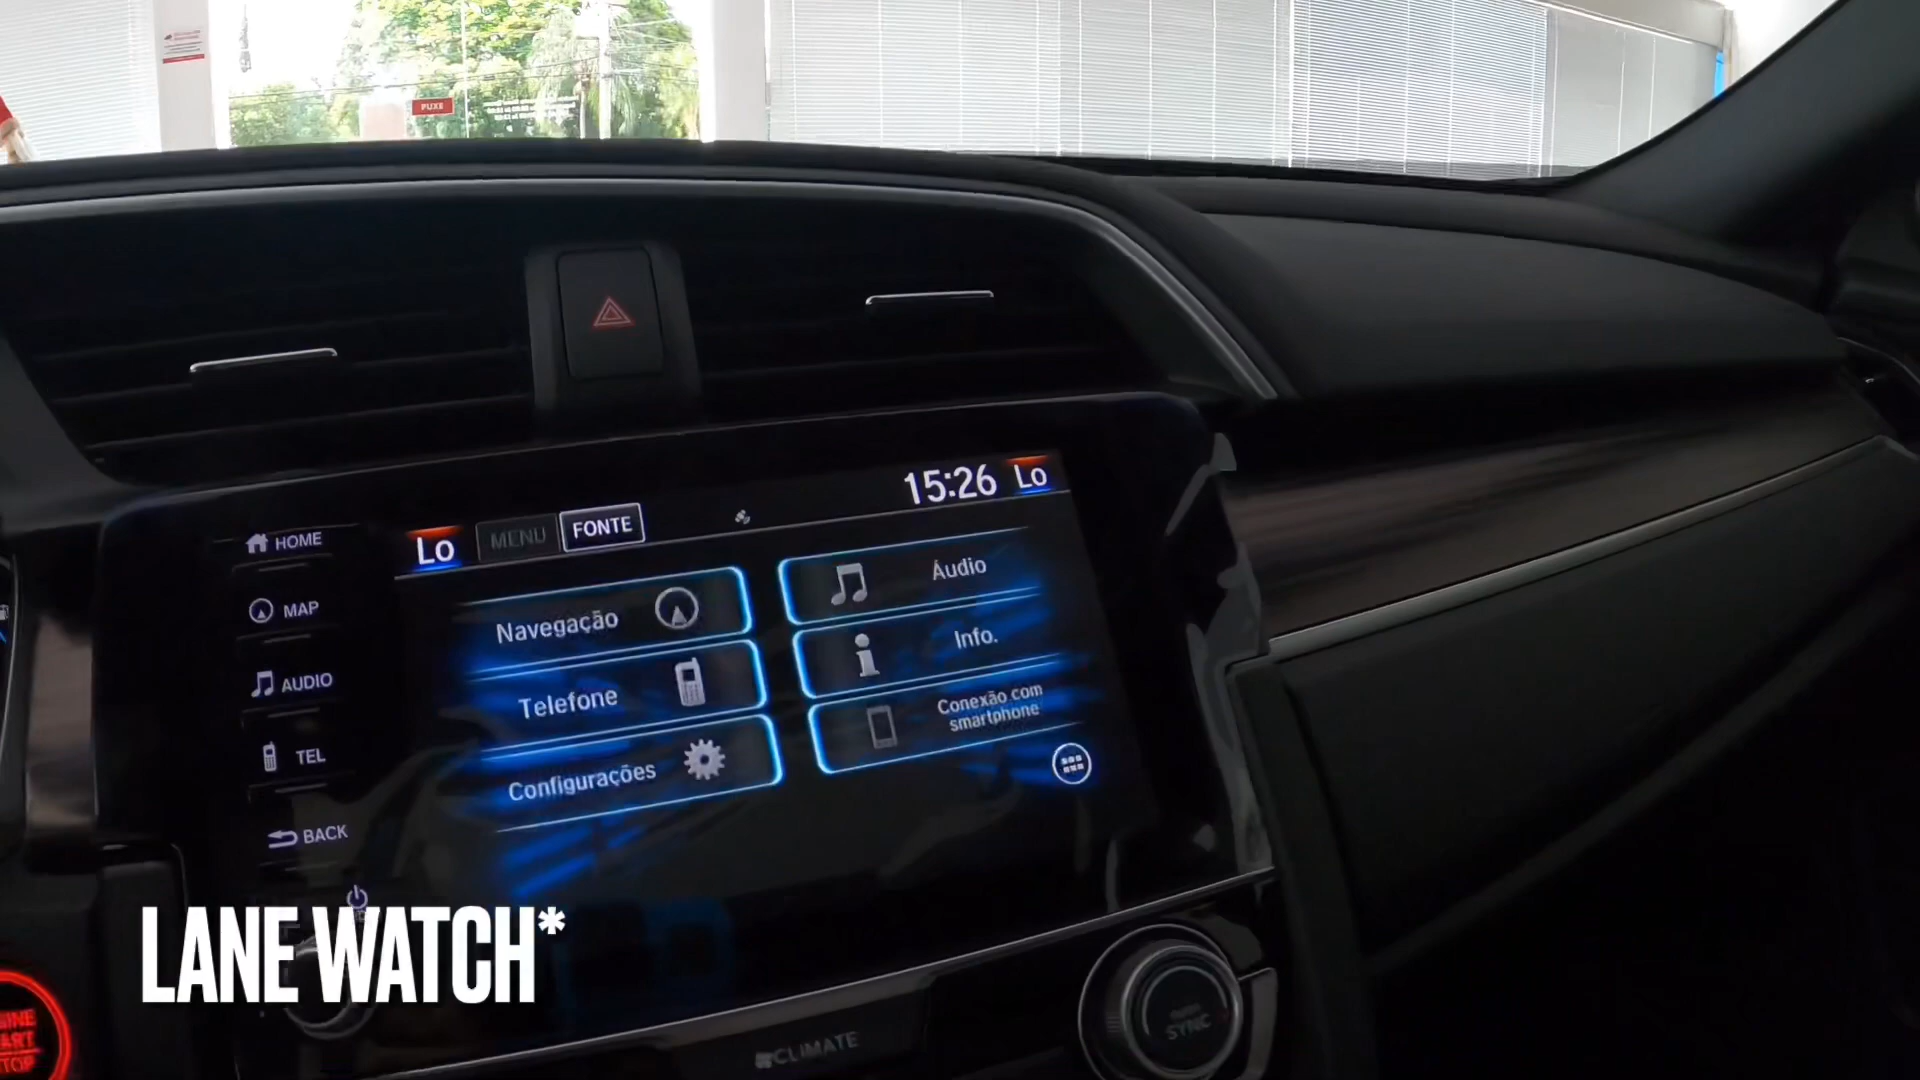 PUXE
15:26 Lo
Lo MENU FONTE
HOME
MAP
AUDIO
TEL
BACK
Navegação
Telefone
Configurações
Áudio
Info.
Conexão com
smartphone
LANE WATCH*
CLIMATE
SYNC